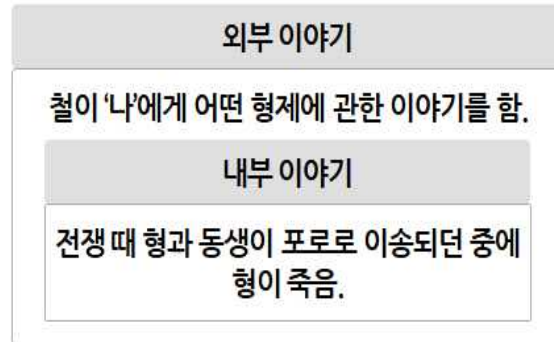 외부 이야기
철이 ‘나’에게 어떤 형제에 관한 이야기를 함.
내부 이야기
전쟁 때 형과 동생이 포로로 이송되던 중에
형이 죽음.